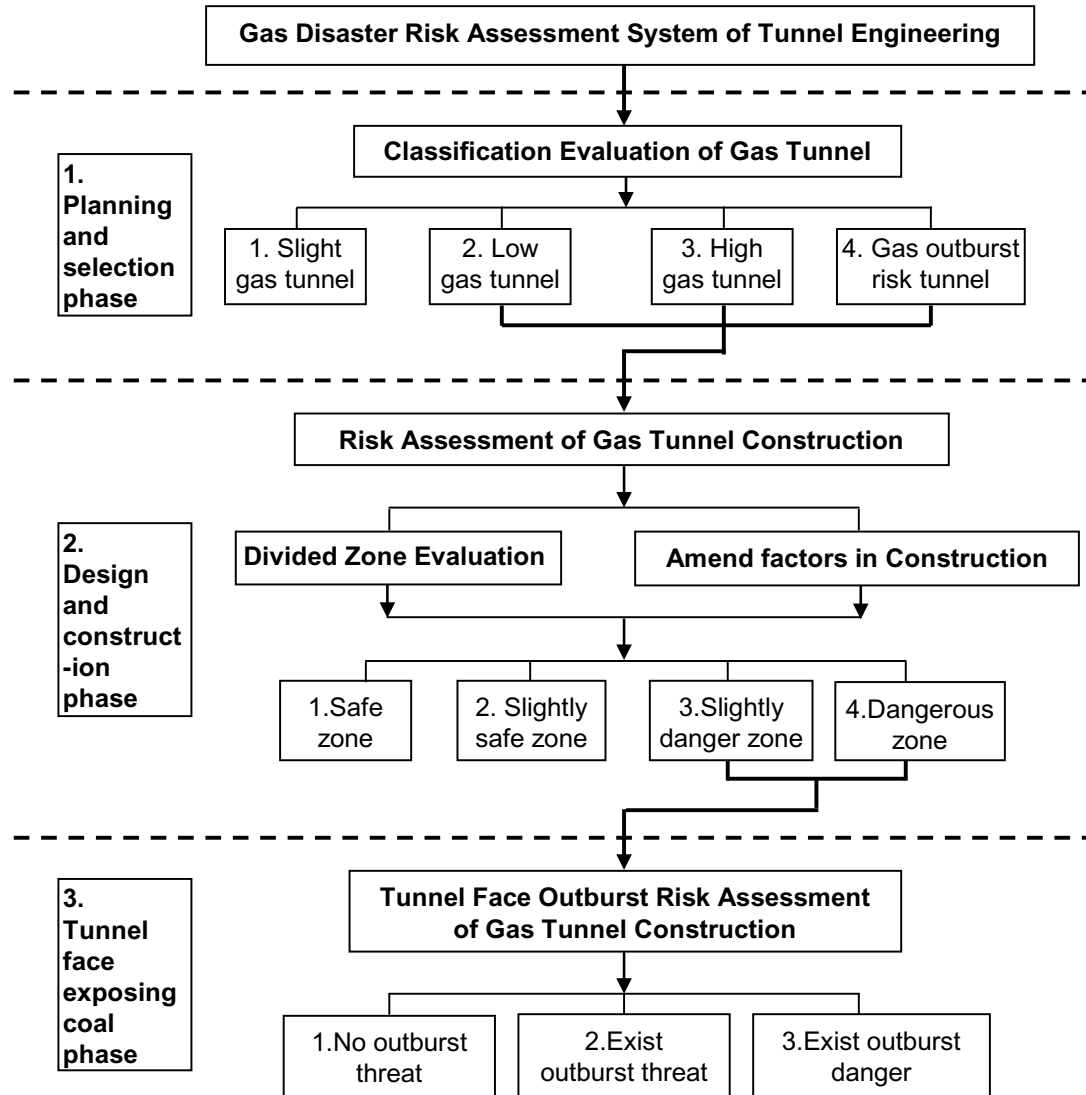 Gas Disaster Risk Assessment System of Tunnel Engineering
1.
Planning
and
selection
phase
Classification Evaluation of Gas Tunnel
1. Slight
gas tunnel
2. Low
gas tunnel
3. High
gas tunnel
4. Gas outburst
risk tunnel
2.
Design
and
construct
-ion
phase
Risk Assessment of Gas Tunnel Construction
Divided Zone Evaluation
Amend factors in Construction
1.Safe
zone
2. Slightly
safe zone
3.Slightly
danger zone
4.Dangerous
zone
3.
Tunnel
face
exposing
coal
phase
Tunnel Face Outburst Risk Assessment
of Gas Tunnel Construction
1.No outburst
threat
2.Exist
outburst threat
3.Exist outburst
danger